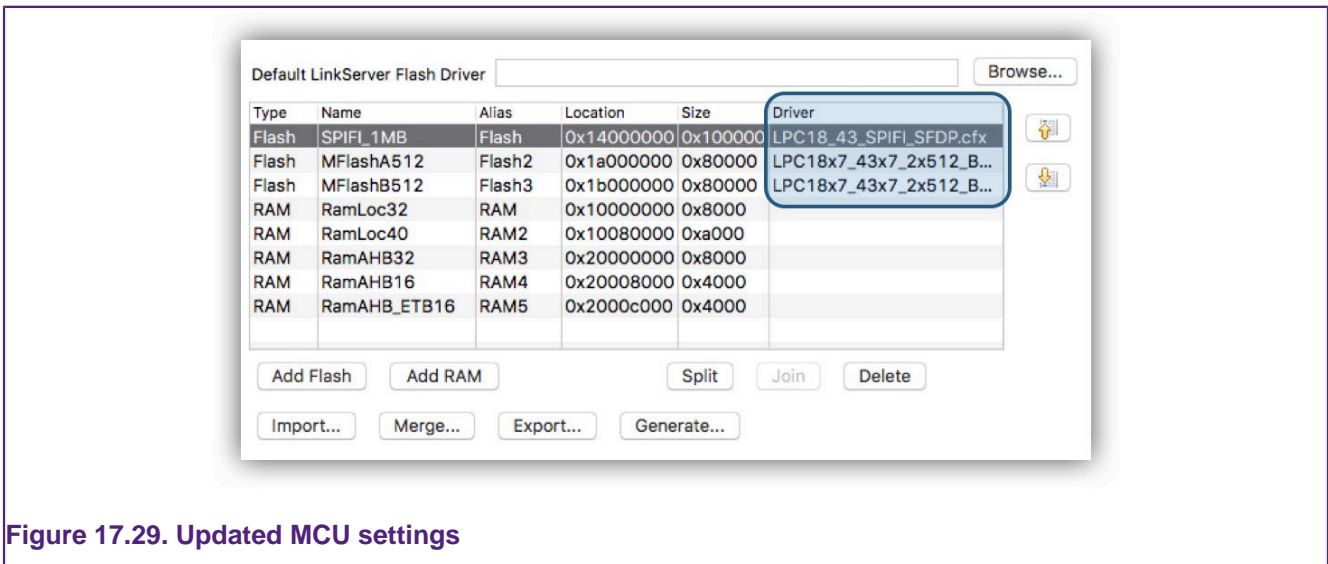 Default LinkServer Flash Driver Browse...
Type Name Alias Location Size Driver
Flash SPIFI_1MB Flash 0x14000000 0x100000 LPC18_43_SPIFI_SFDP.cfx
Flash MFlashA512 Flash2 0x1a000000 0x80000 LPC18x7_43x7_2x512_B...
Flash MFlashB512 Flash3 0x1b000000 0x80000 LPC18x7_43x7_2x512_B...
RAM RamLoc32 RAM 0x10000000 0x8000
RAM RamLoc40 RAM2 0x10080000 0xa000
RAM RamAHB32 RAM3 0x20000000 0x8000
RAM RamAHB16 RAM4 0x20008000 0x4000
RAM RamAHB_ETB16 RAM5 0x2000c000 0x4000
Add Flash Add RAM Split Join Delete
Import... Merge... Export... Generate...
Figure 17.29. Updated MCU settings